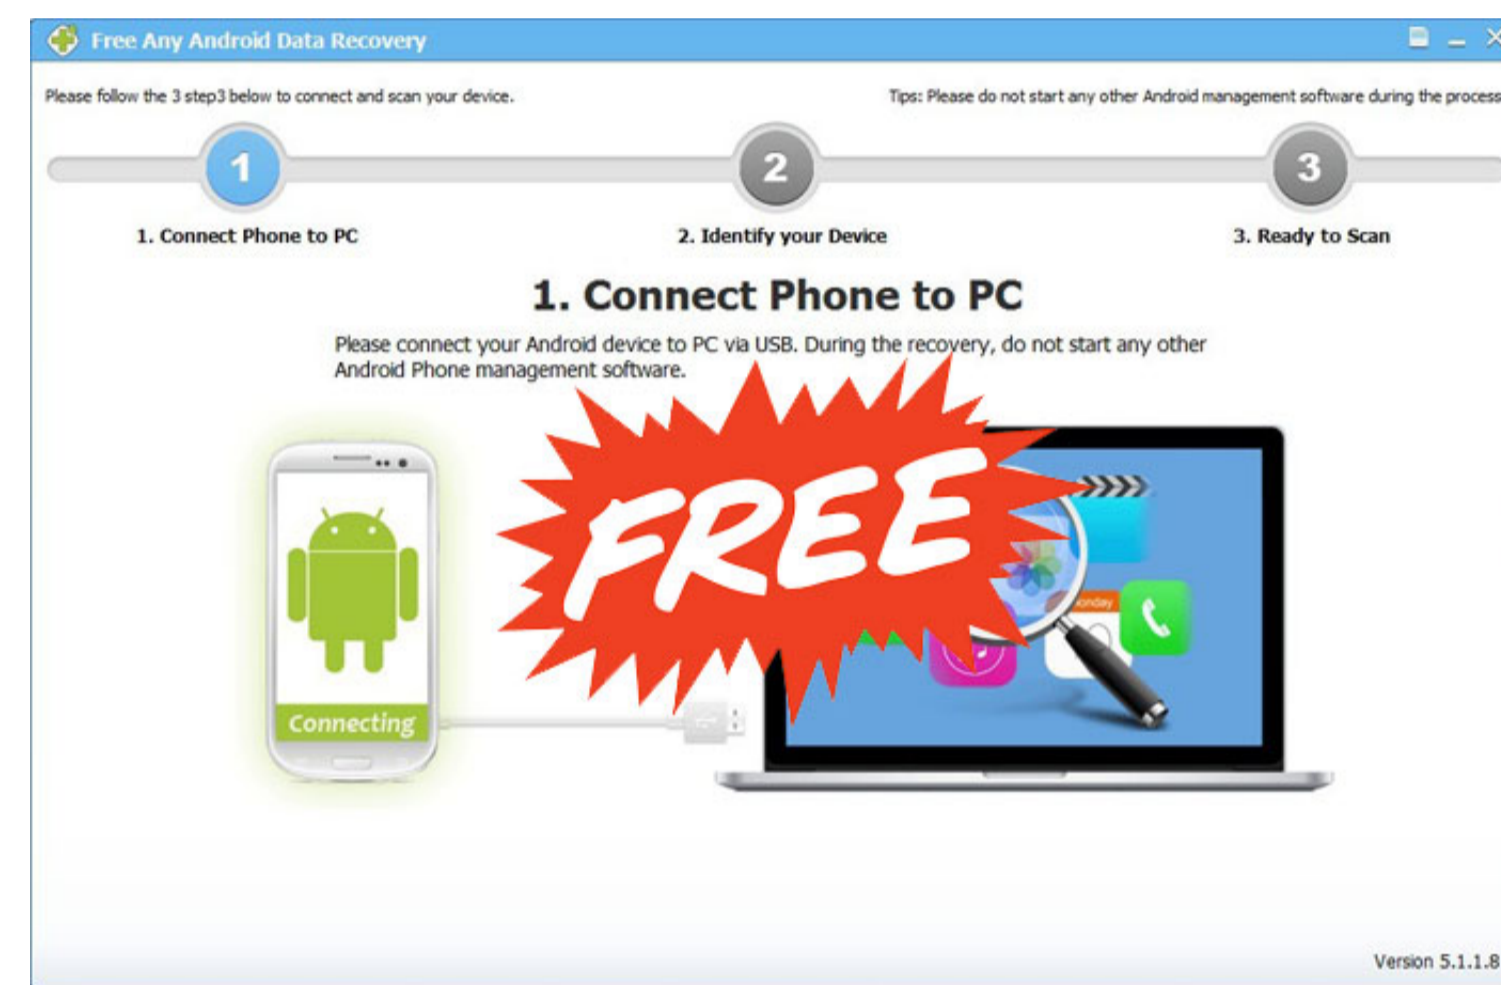 Free Any Android Data Recovery
Please follow the 3 step3 below to connect and scan your device.
Tips: Please do not start any other Android management software during the process
1
2
3
1. Connect Phone to PC
2. Identify your Device
3. Ready to Scan
1. Connect Phone to PC
Please connect your Android device to PC via USB. During the recovery, do not start any other
Android Phone management software.
FREE
Connecting
Version 5.1.1.8